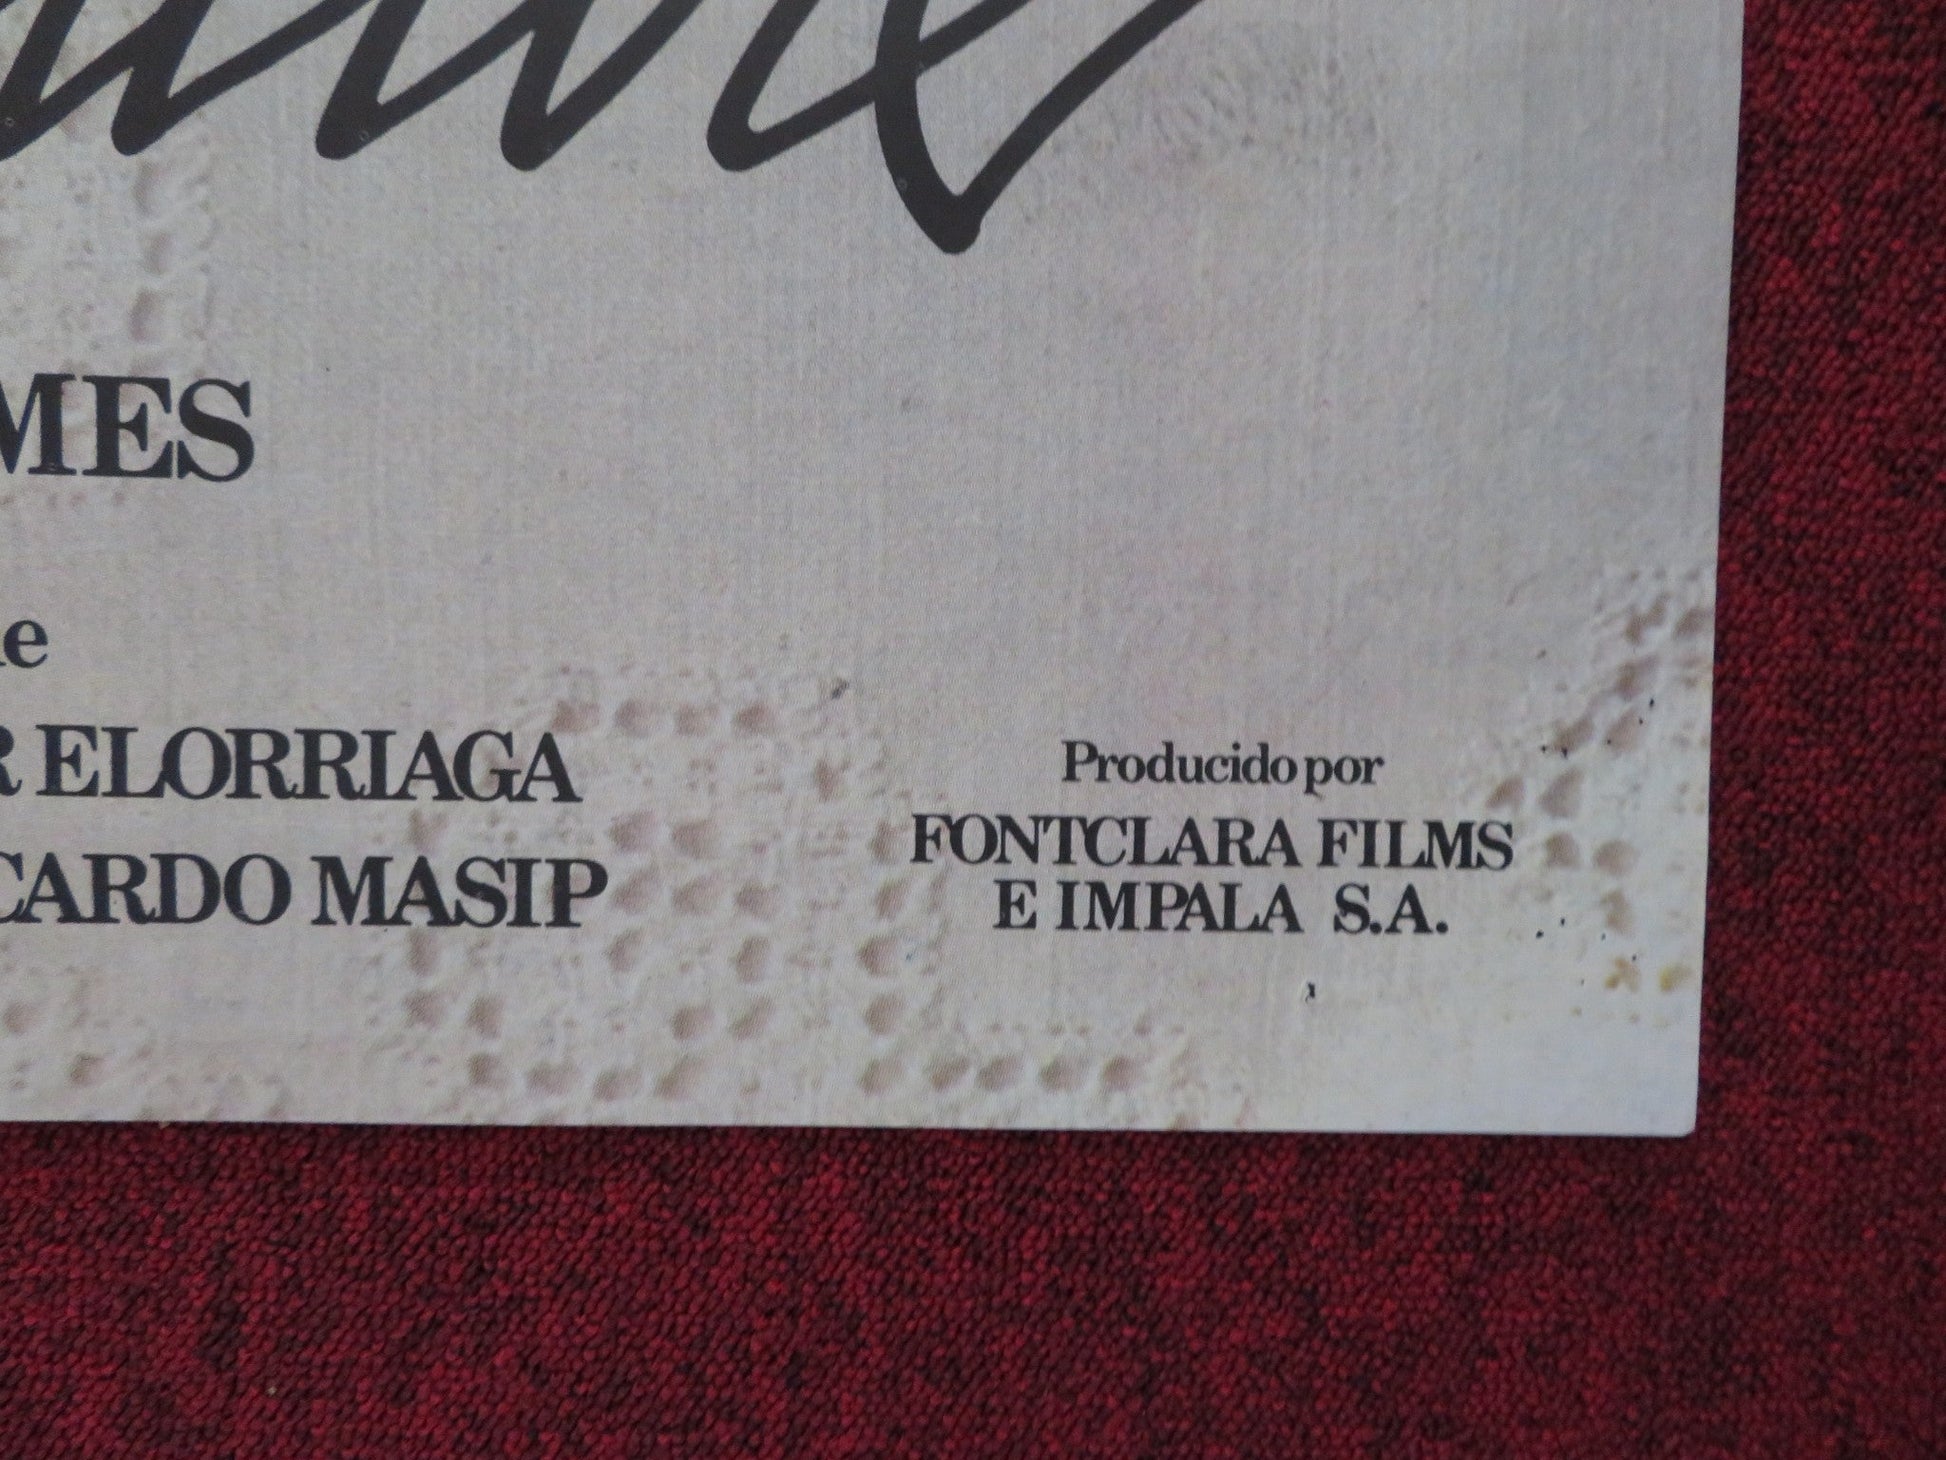 MES
R ELORRIAGA
CARDO MASIP
Producido por
FONTCLARA FILMS
E IMPALA S.A.